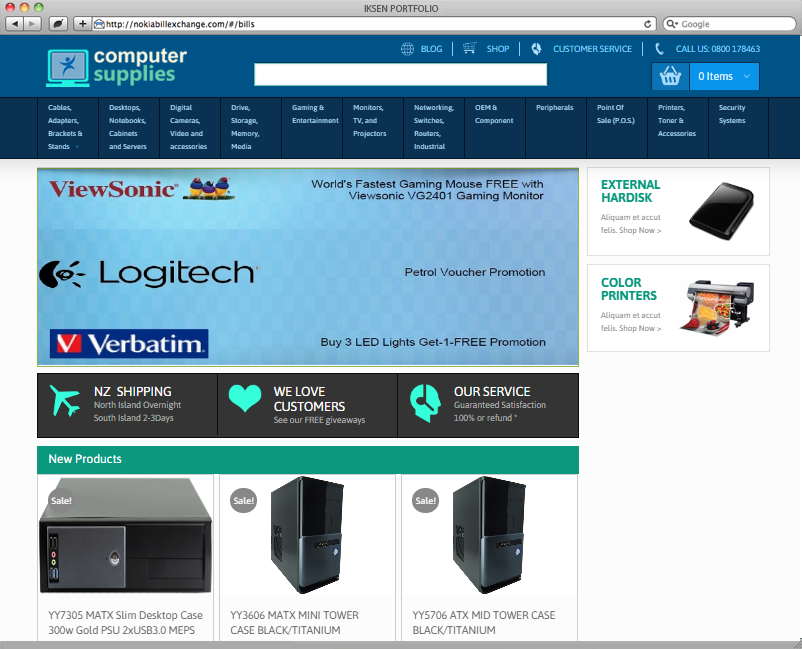 IKSEN PORTFOLIO
http://nokiabillexchange.com/#/bills
Google
computer
supplies
BLOG
SHOP
CUSTOMER SERVICE
CALL US: 0800 178463
0 Items
Cables,
Adapters,
Brackets &
Stands
Desktops,
Notebooks,
Cabinets
and Servers
Digital
Cameras,
Video and
accessories
Drive,
Storage,
Memory,
Media
Gaming &
Entertainment
Monitors,
TV, and
Projectors
Networking,
Switches,
Routers,
Industrial
OEM &
Component
Peripherals
Point Of
Sale (P.O.S.)
Printers,
Toner &
Accessories
Security
Systems
ViewSonic
World's Fastest Gaming Mouse FREE with
Viewsonic VG2401 Gaming Monitor
Logitech
Petrol Voucher Promotion
Verbatim.
Buy 3 LED Lights Get-1-FREE Promotion
EXTERNAL
HARDISK
Aliquam et accut
felis. Shop Now >
COLOR
PRINTERS
Aliquam et accut
felis. Shop Now >
NZ SHIPPING
North Island Overnight
South Island 2-3Days
WE LOVE
CUSTOMERS
See our FREE giveaways
OUR SERVICE
Guaranteed Satisfaction
100% or refund *
New Products
Sale!
YY7305 MATX Slim Desktop Case
300w Gold PSU 2xUSB3.0 MEPS
Sale!
YY3606 MATX MINI TOWER
CASE BLACK/TITANIUM
Sale!
YY5706 ATX MID TOWER CASE
BLACK/TITANIUM